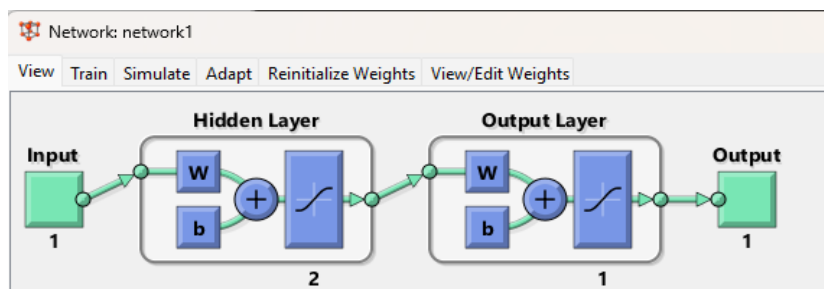 Network: network1
View Train Simulate Adapt Reinitialize Weights View/Edit Weights
Hidden Layer Output Layer
Input Output
W W
b b
1 1
2 1